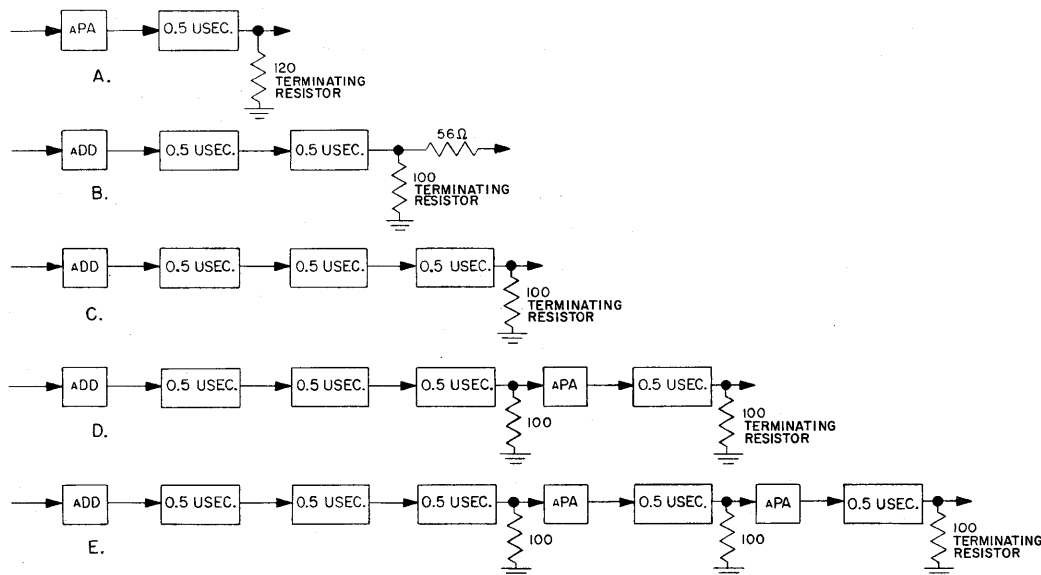 APA
0.5 USEC.
120
TERMINATING
RESISTOR
A.
ADD
0.5 USEC.
0.5 USEC.
56Ω
100
TERMINATING
RESISTOR
B.
ADD
0.5 USEC.
0.5 USEC.
0.5 USEC.
100
TERMINATING
RESISTOR
C.
ADD
0.5 USEC.
0.5 USEC.
0.5 USEC.
APA
0.5 USEC.
100
100
TERMINATING
RESISTOR
D.
ADD
0.5 USEC.
0.5 USEC.
0.5 USEC.
APA
0.5 USEC.
APA
0.5 USEC.
100
100
100
TERMINATING
RESISTOR
E.